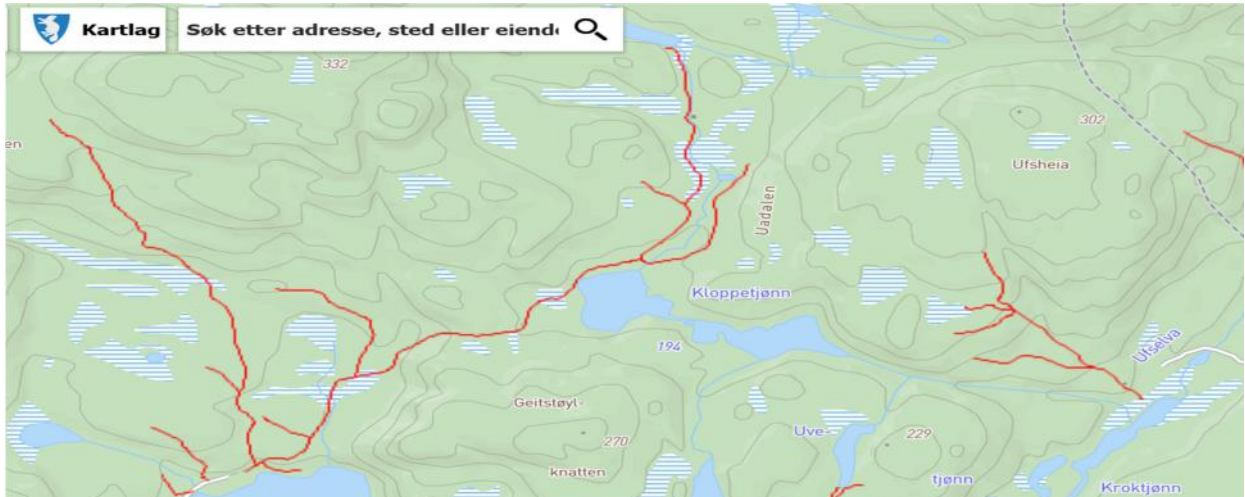 Kartlag
Søk etter adresse, sted eller eiend
332
en
302
Ufsheia
Uadalen
Kloppetjønn
194
Ufselva
Geitstøyl-
knatten
270
Uve-
tjønn
229
Kroktjønn